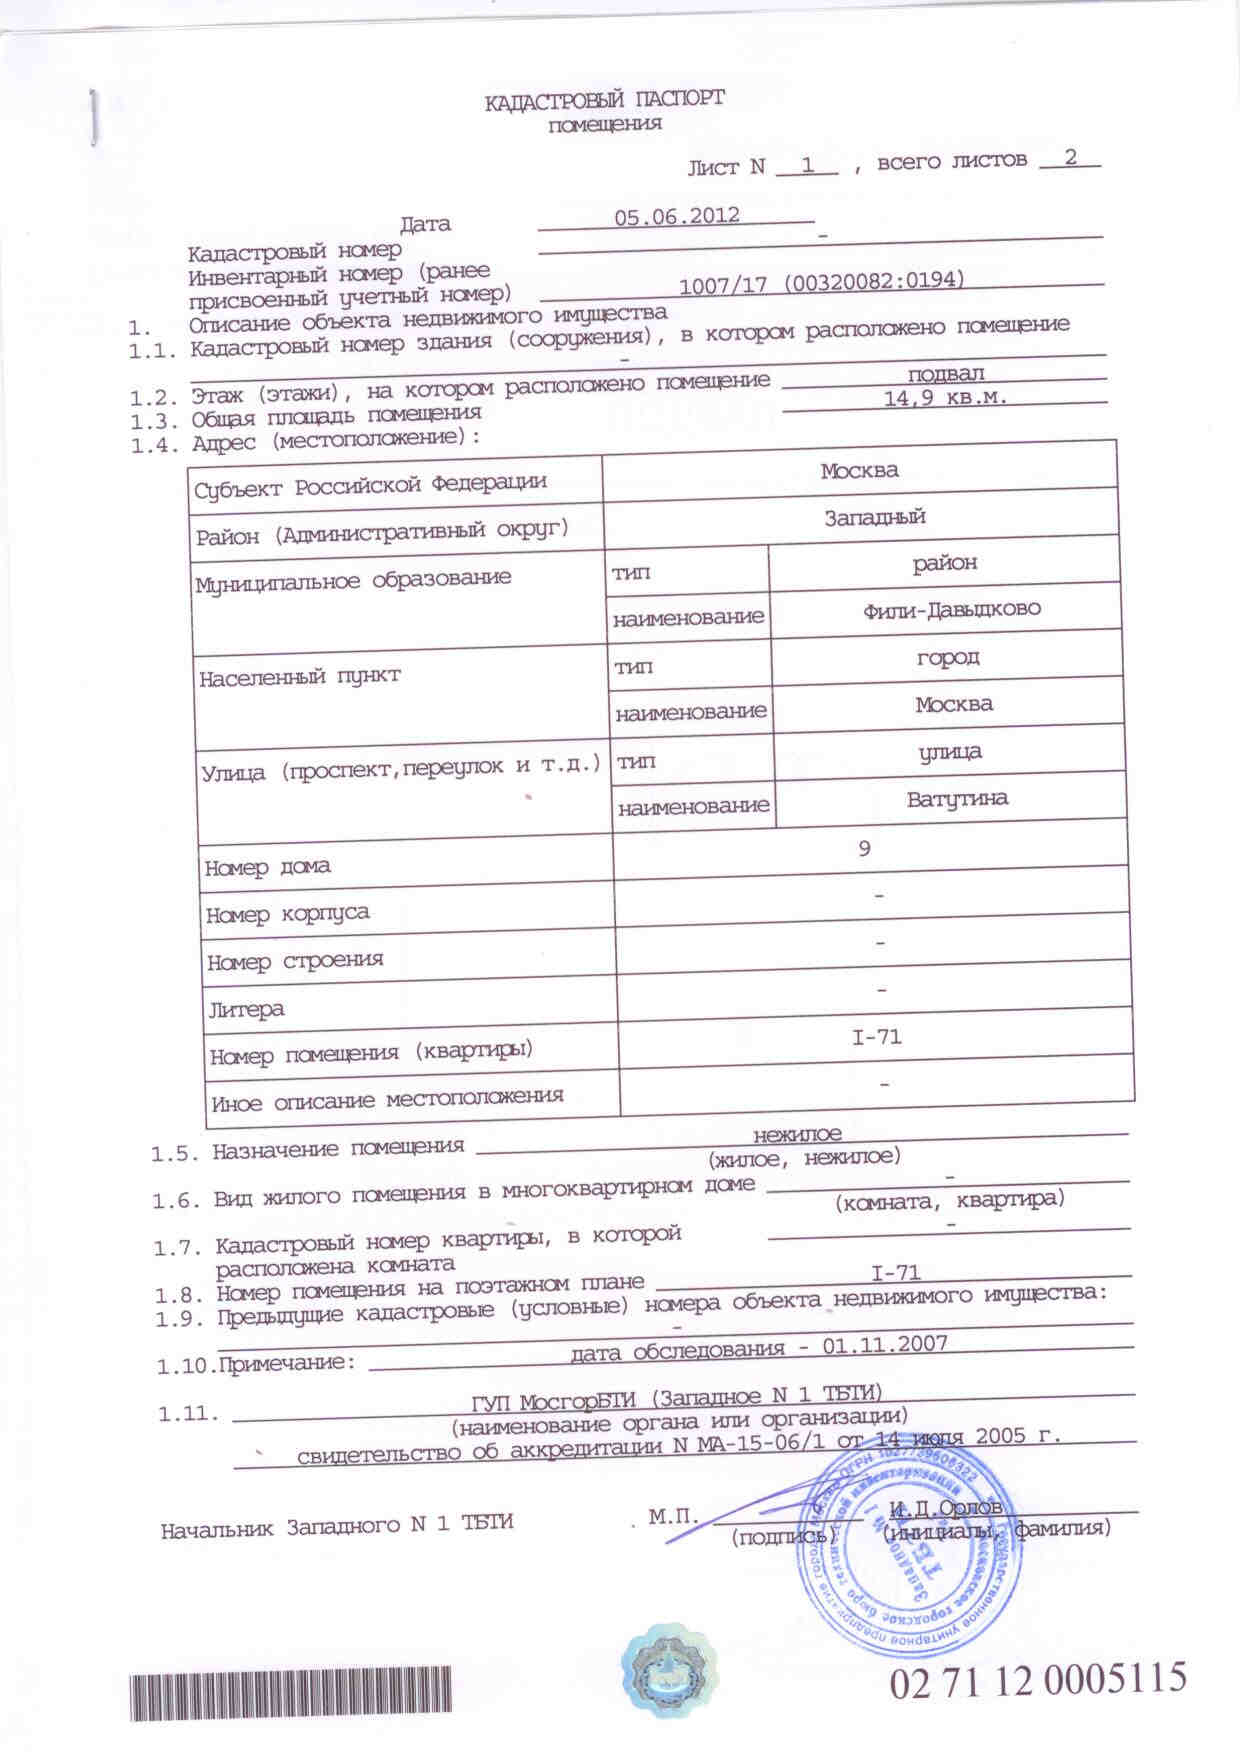 КАДАСТРОВЫЙ ПАСПОРТ
помещения
Лист N 1 , всего листов 2
Дата 05.06.2012
Кадастровый номер -
Инвентарный номер (ранее
присвоенный учетный номер) 1007/17 (00320082:0194)
1. Описание объекта недвижимого имущества
1.1. Кадастровый номер здания (сооружения), в котором расположено помещение
-
1.2. Этаж (этажи), на котором расположено помещение подвал
1.3. Общая площадь помещения 14,9 кв.м.
1.4. Адрес (местоположение):
Субъект Российской Федерации Москва
Район (Административный округ) Западный
Муниципальное образование тип район
наименование Фили-Давыдково
Населенный пункт тип город
наименование Москва
Улица (проспект,переулок и т.д.) тип улица
наименование Ватутина
Номер дома 9
Номер корпуса -
Номер строения -
Литера -
Номер помещения (квартиры) I-71
Иное описание местоположения -
1.5. Назначение помещения нежилое
(жилое, нежилое)
1.6. Вид жилого помещения в многоквартирном доме -
(комната, квартира)
1.7. Кадастровый номер квартиры, в которой -
расположена комната
1.8. Номер помещения на поэтажном плане I-71
1.9. Предыдущие кадастровые (условные) номера объекта недвижимого имущества:
-
1.10.Примечание: дата обследования - 01.11.2007
1.11. ГУП МосгорБТИ (Западное N 1 ТБТИ)
(наименование органа или организации)
свидетельство об аккредитации N МА-15-06/1 от 14 июля 2005 г.
Начальник Западного N 1 ТБТИ М.П. И.Д.Орлов
(подпись) (инициалы, фамилия)
02 71 12 0005115